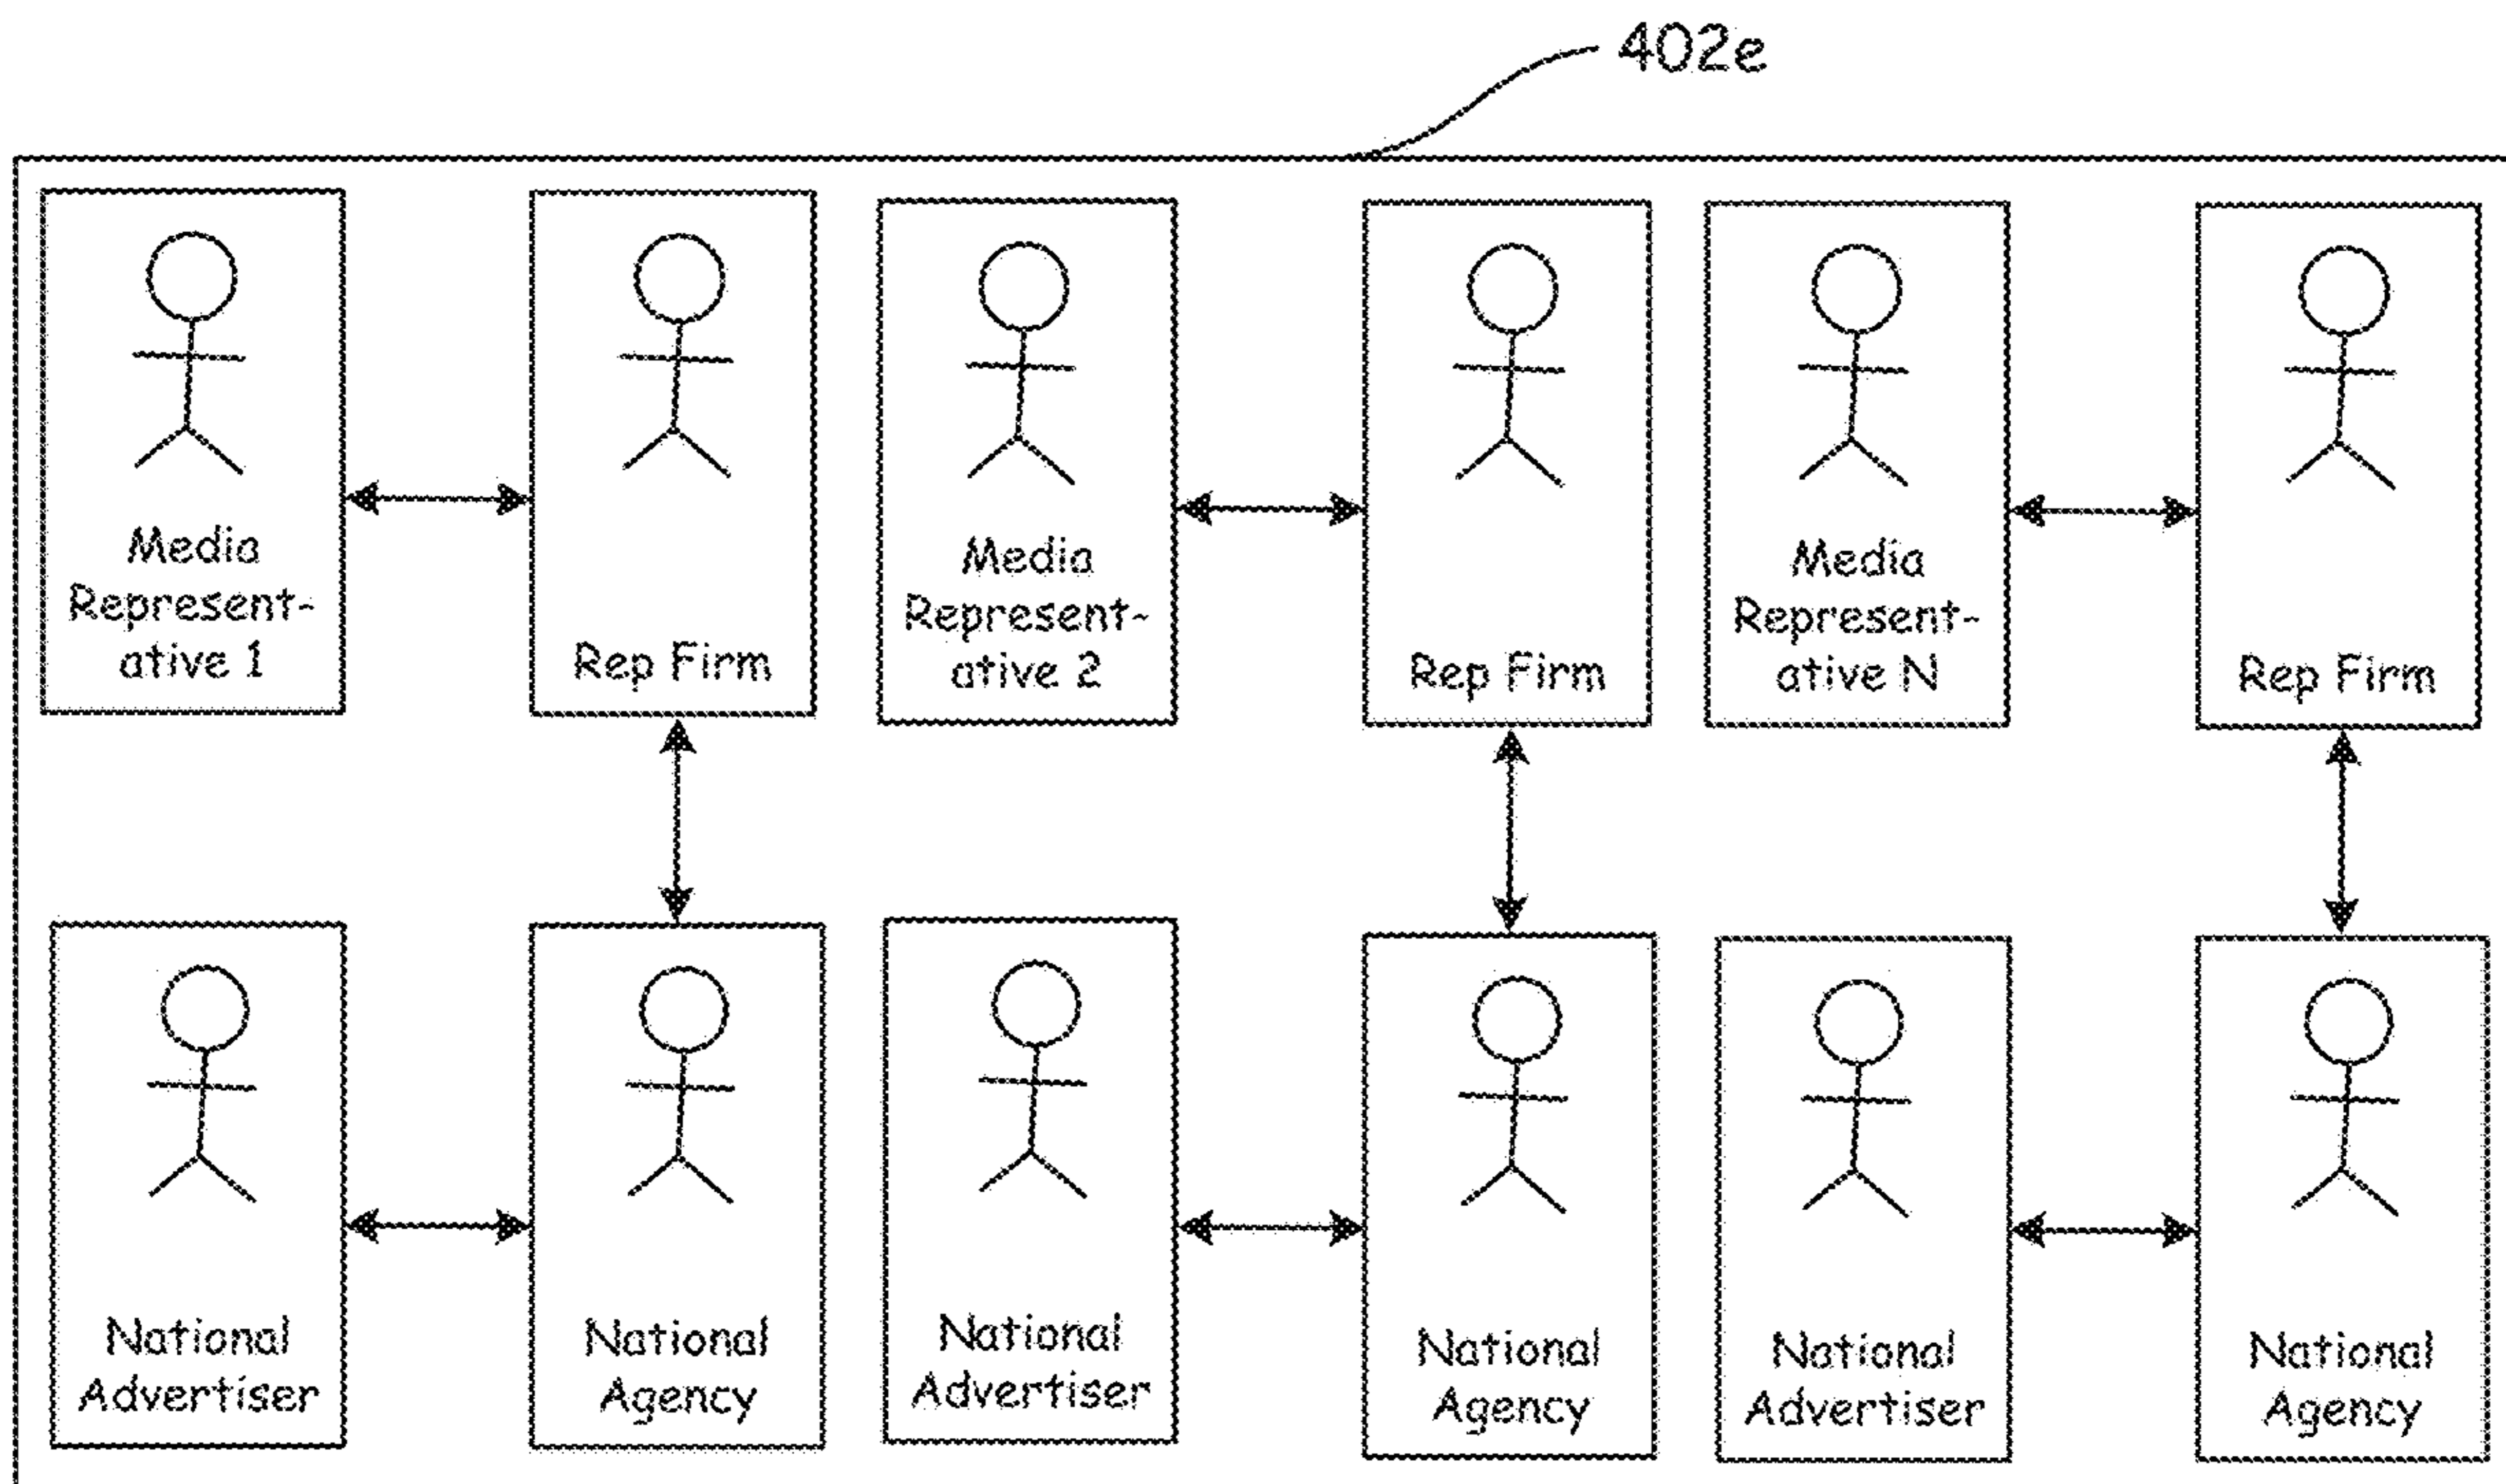 402e
Media
Represent-
ative 1
Rep Firm
Media
Represent-
ative 2
Rep Firm
Media
Represent-
ative N
Rep Firm
National
Advertiser
National
Agency
National
Advertiser
National
Agency
National
Advertiser
National
Agency